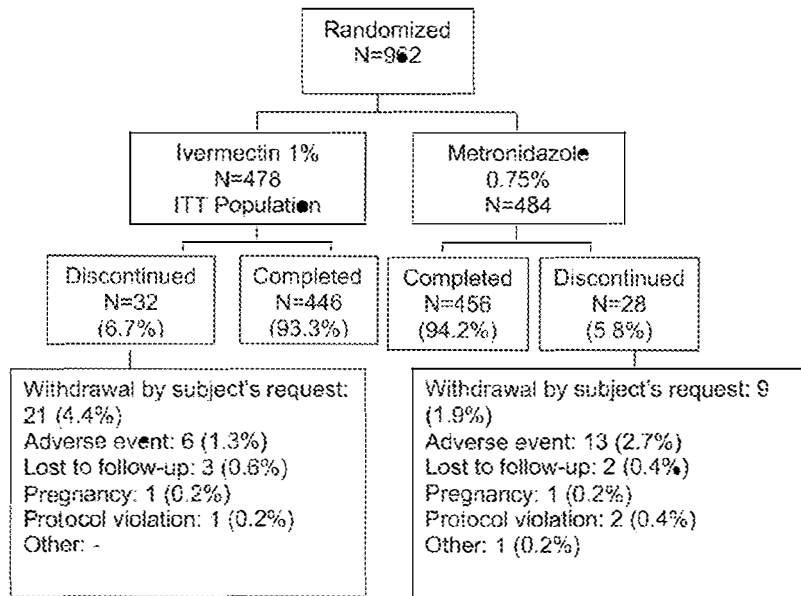 Randomized
N=962
Ivermectin 1%
N=478
ITT Population
Metronidazole
0.75%
N=484
Discontinued
N=32
(6.7%)
Completed
N=446
(93.3%)
Completed
N=456
(94.2%)
Discontinued
N=28
(5.8%)
Withdrawal by subject's request:
21 (4.4%)
Adverse event: 6 (1.3%)
Lost to follow-up: 3 (0.6%)
Pregnancy: 1 (0.2%)
Protocol violation: 1 (0.2%)
Other: -
Withdrawal by subject's request: 9
(1.9%)
Adverse event: 13 (2.7%)
Lost to follow-up: 2 (0.4%)
Pregnancy: 1 (0.2%)
Protocol violation: 2 (0.4%)
Other: 1 (0.2%)